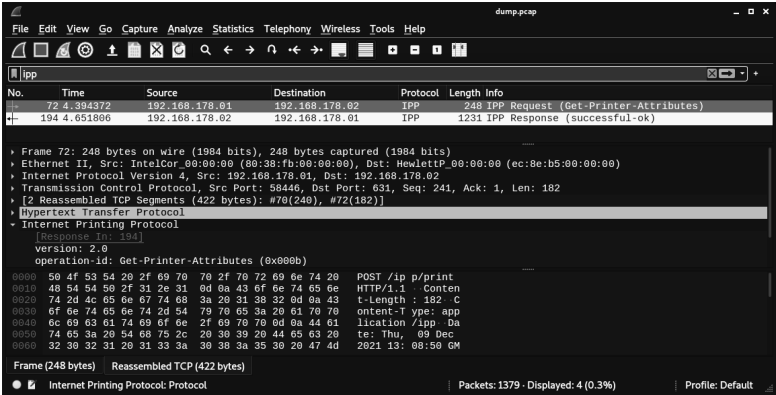 dump.pcap
File Edit View Go Capture Analyze Statistics Telephony Wireless Tools Help
ipp
No. Time Source Destination Protocol Length Info
72 4.394372 192.168.178.01 192.168.178.02 IPP 248 IPP Request (Get-Printer-Attributes)
194 4.651806 192.168.178.02 192.168.178.01 IPP 1231 IPP Response (successful-ok)
Frame 72: 248 bytes on wire (1984 bits), 248 bytes captured (1984 bits)
Ethernet II, Src: IntelCor_00:00:00 (80:38:fb:00:00:00), Dst: HewlettP_00:00:00 (ec:8e:b5:00:00:00)
Internet Protocol Version 4, Src: 192.168.178.01, Dst: 192.168.178.02
Transmission Control Protocol, Src Port: 58446, Dst Port: 631, Seq: 241, Ack: 1, Len: 182
[2 Reassembled TCP Segments (422 bytes): #70(240), #72(182)]
Hypertext Transfer Protocol
Internet Printing Protocol
[Response In: 194]
version: 2.0
operation-id: Get-Printer-Attributes (0x000b)
0000 50 4f 53 54 20 2f 69 70 70 2f 70 72 69 6e 74 20 POST /ip p/print
0010 48 54 54 50 2f 31 2e 31 0d 0a 43 6f 6e 74 65 6e HTTP/1.1 ··Conten
0020 74 2d 4c 65 6e 67 74 68 3a 20 31 38 32 0d 0a 43 t-Length : 182··C
0030 6f 6e 74 65 6e 74 2d 54 79 70 65 3a 20 61 70 70 ontent-T ype: app
0040 6c 69 63 61 74 69 6f 6e 2f 69 70 70 0d 0a 44 61 lication /ipp··Da
0050 74 65 3a 20 54 68 75 2c 20 30 39 20 44 65 63 20 te: Thu, 09 Dec
0060 32 30 32 31 20 31 33 3a 30 38 3a 35 30 20 47 4d 2021 13: 08:50 GM
Frame (248 bytes) Reassembled TCP (422 bytes)
Internet Printing Protocol: Protocol Packets: 1379 · Displayed: 4 (0.3%) Profile: Default